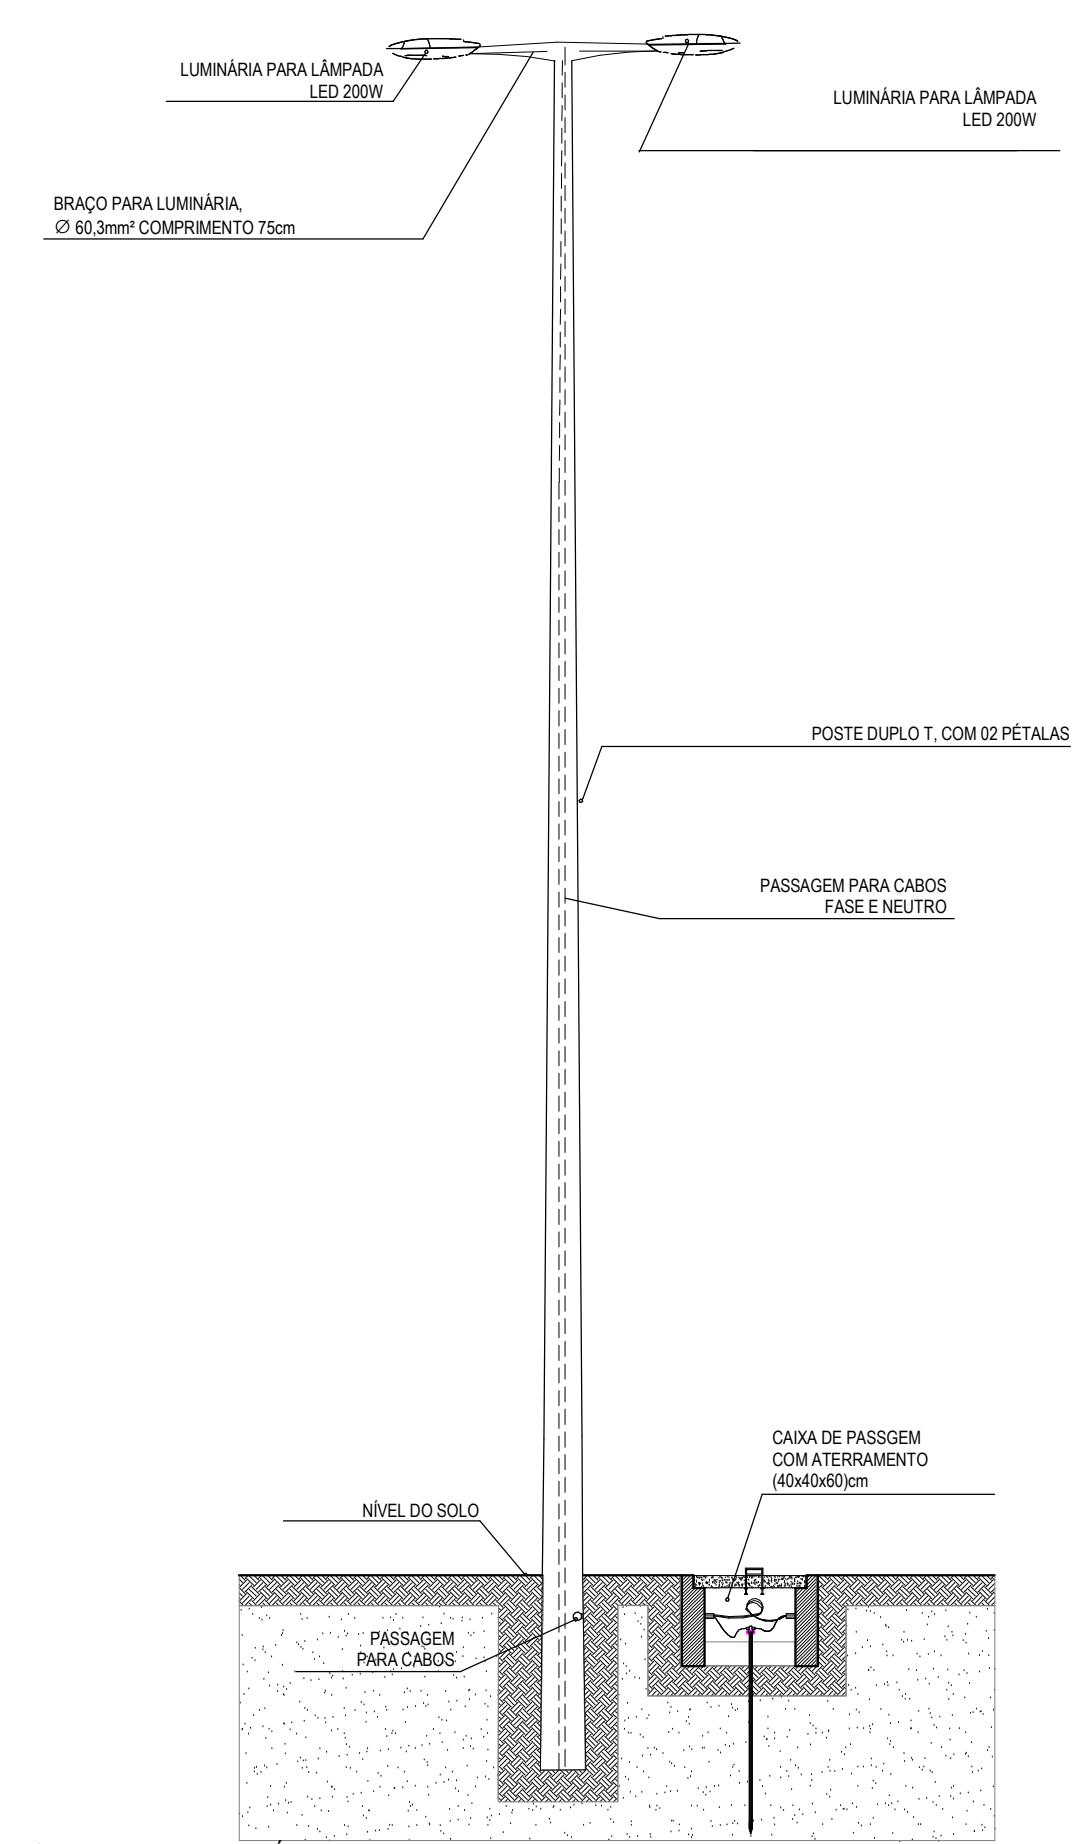 LUMINÁRIA PARA LÂMPADA
LED 200W
LUMINÁRIA PARA LÂMPADA
LED 200W
BRAÇO PARA LUMINÁRIA,
Ø 60,3mm² COMPRIMENTO 75cm
POSTE DUPLO T, COM 02 PÉTALAS
PASSAGEM PARA CABOS
FASE E NEUTRO
CAIXA DE PASSGEM
COM ATERRAMENTO
(40x40x60)cm
NÍVEL DO SOLO
PASSAGEM
PARA CABOS